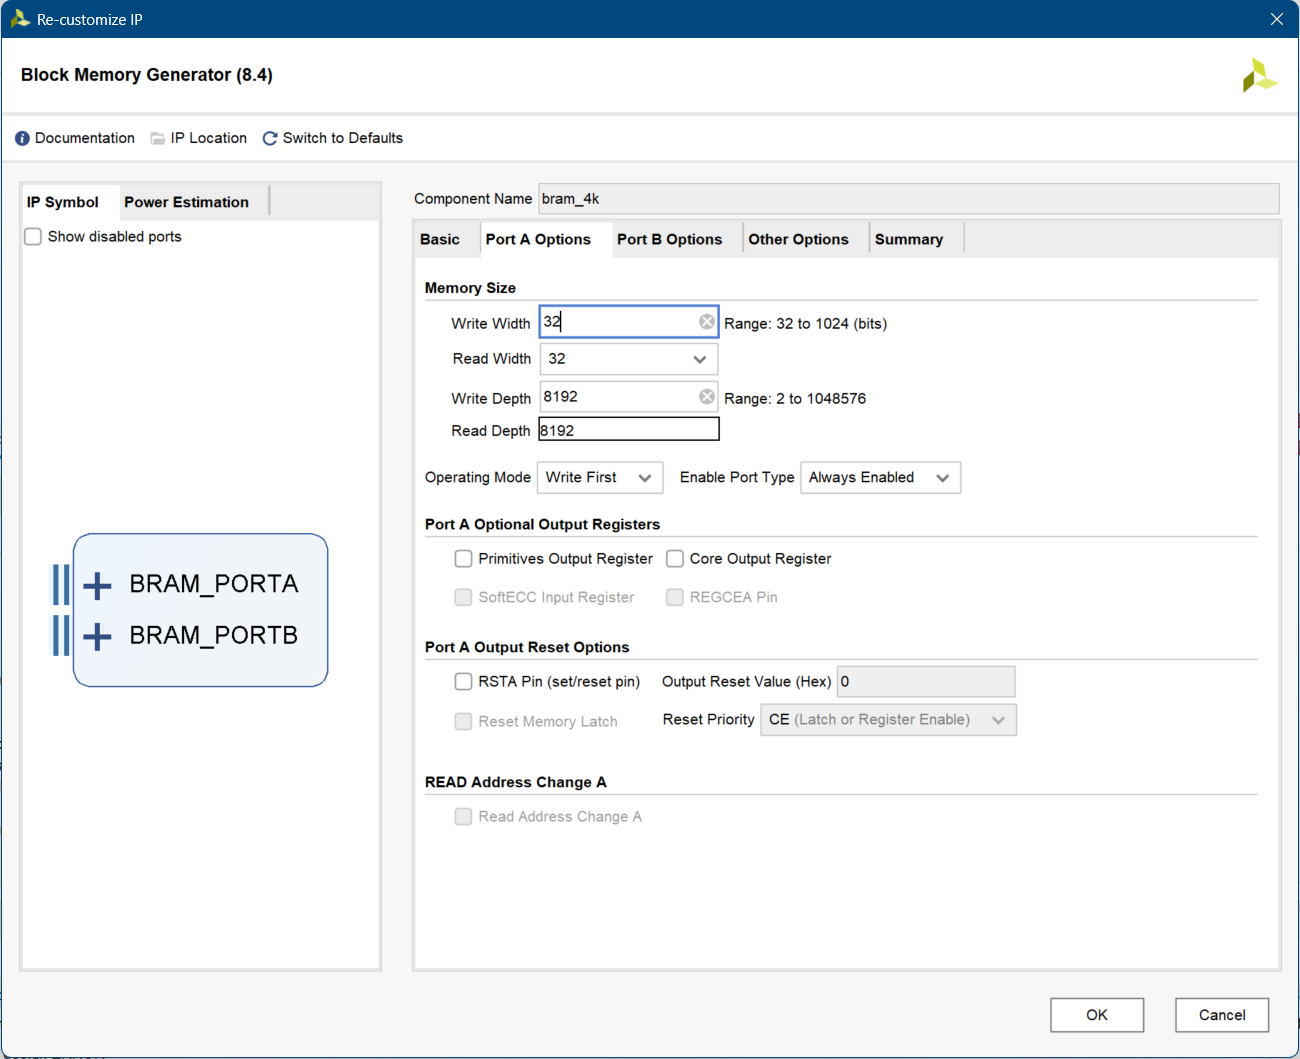 Re-customize IP
Block Memory Generator (8.4)
Documentation IP Location Switch to Defaults
IP Symbol Power Estimation
Show disabled ports
BRAM_PORTA
BRAM_PORTB
Component Name bram_4k
Basic Port A Options Port B Options Other Options Summary
Memory Size
Write Width 32 Range: 32 to 1024 (bits)
Read Width 32
Write Depth 8192 Range: 2 to 1048576
Read Depth 8192
Operating Mode Write First Enable Port Type Always Enabled
Port A Optional Output Registers
Primitives Output Register Core Output Register
SoftECC Input Register REGCEA Pin
Port A Output Reset Options
RSTA Pin (set/reset pin) Output Reset Value (Hex) 0
Reset Memory Latch Reset Priority CE (Latch or Register Enable)
READ Address Change A
Read Address Change A
OK Cancel